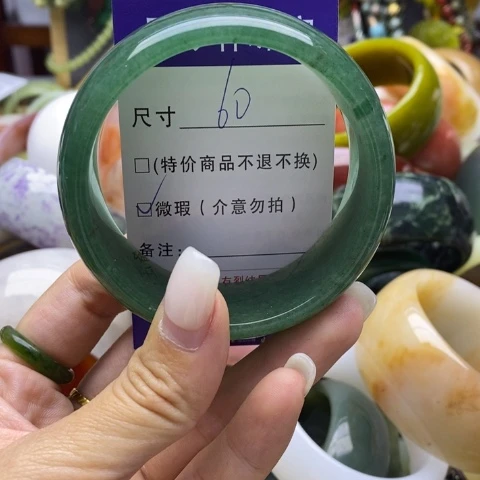 尺寸 60
□(特价商品不退不换)
☑微瑕(介意勿拍)
备注: